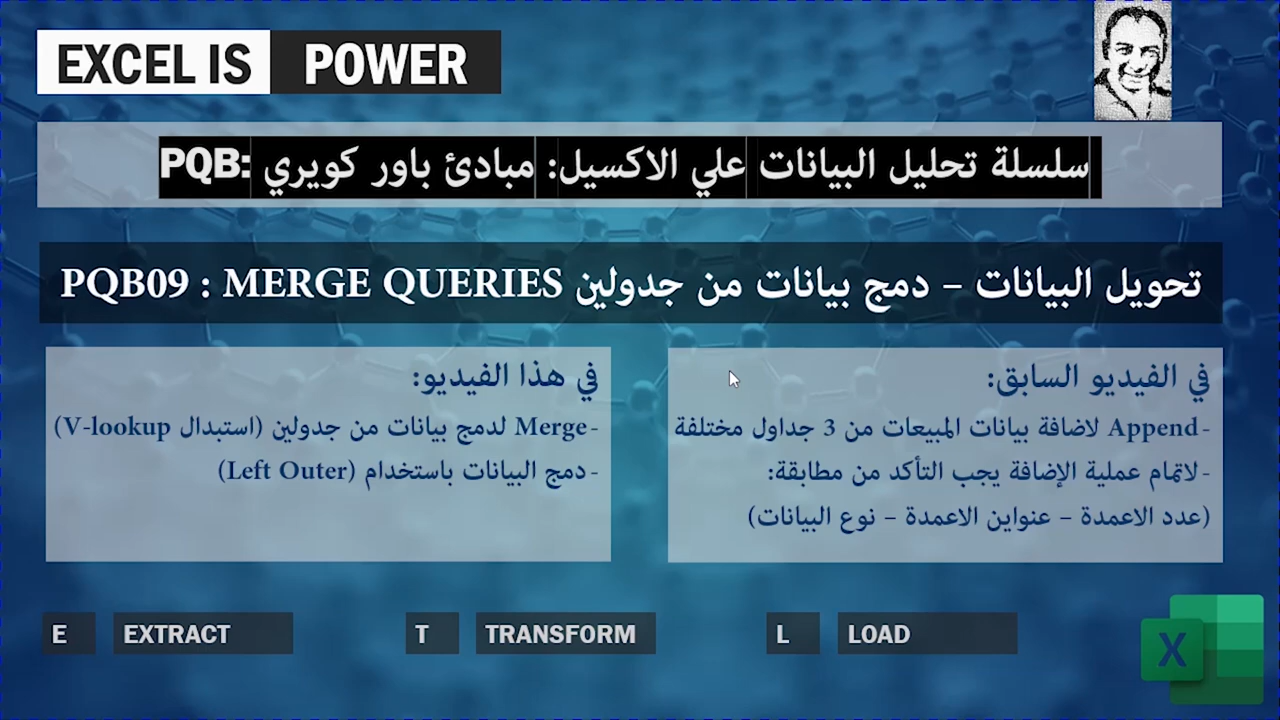 EXCEL IS POWER
سلسلة تحليل البيانات علي الاكسيل: مبادئ باور كويري PQB:
تحويل البيانات – دمج بيانات من جدولين PQB09 : MERGE QUERIES
في الفيديو السابق:
-Append لاضافة بيانات المبيعات من 3 جداول مختلفة
-لاتمام عملية الإضافة يجب التأكد من مطابقة:
(عدد الاعمدة – عنواين الاعمدة – نوع البيانات)
في هذا الفيديو:
-Merge لدمج بيانات من جدولين (استبدال V-lookup)
-دمج البيانات باستخدام (Left Outer)
E EXTRACT T TRANSFORM L LOAD
X